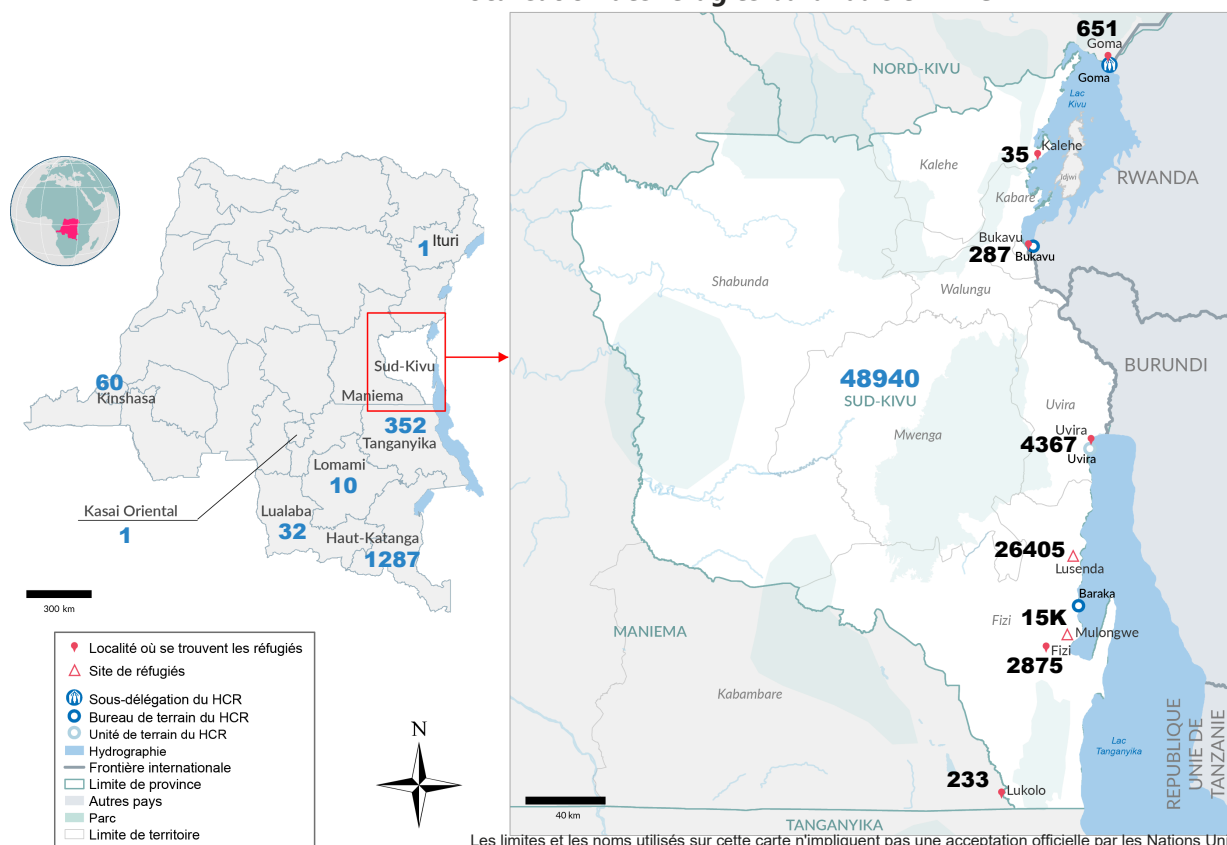 651
Goma
Goma
NORD-KIVU
Lac
Kivu
35
Kalehe
Kalehe
Idjwi
RWANDA
Kabare
Bukavu
287
Bukavu
Shabunda
Walungu
1
Ituri
Sud-Kivu
60
Kinshasa
Maniema
352
Tanganyika
Lomami
10
Kasai Oriental
1
Lualaba
32
Haut-Katanga
1287
300 km
BURUNDI
48940
SUD-KIVU
Mwenga
Uvira
Uvira
4367
Uvira
26405
Lusenda
Baraka
Fizi
15K
Mulongwe
Fizi
2875
MANIEMA
Kabambare
233
Lukolo
Lac
Tanganyika
REPUBLIQUE
UNIE DE
TANZANIE
40 km
TANGANYIKA
N
Localité où se trouvent les réfugiés
Site de réfugiés
Sous-délégation du HCR
Bureau de terrain du HCR
Unité de terrain du HCR
Hydrographie
Frontière internationale
Limite de province
Autres pays
Parc
Limite de territoire
Les limites et les noms utilisés sur cette carte n'impliquent pas une acceptation officielle par les Nations Uni